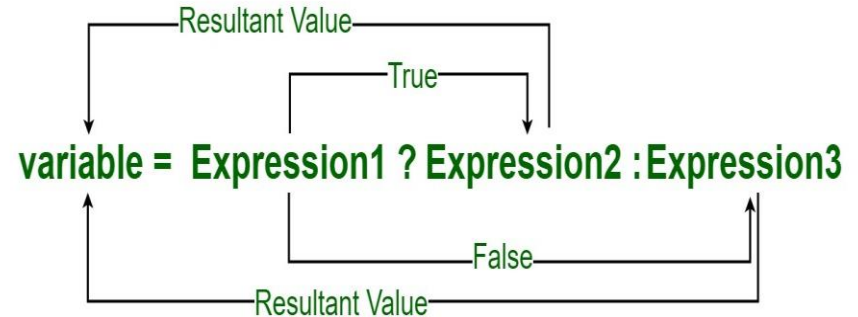 Resultant Value
True
variable = Expression1 ? Expression2 : Expression3
False
Resultant Value